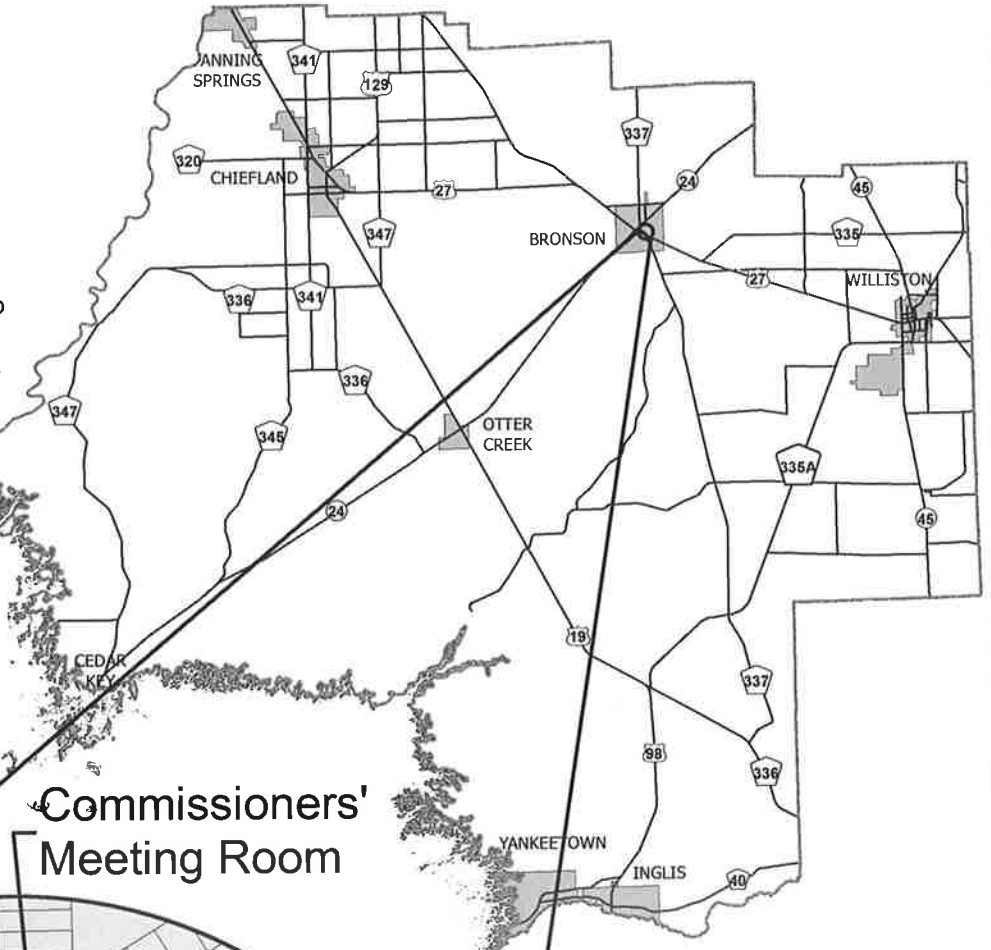 ANNING
SPRINGS
341
129
337
320
CHIEFLAND
24
45
27
347
BRONSON
335
27
WILLISTON
336
341
336
347
345
OTTER
CREEK
335A
24
45
19
CEDAR
KEY
337
98
336
Commissioners'
Meeting Room
YANKEETOWN
INGLIS
40